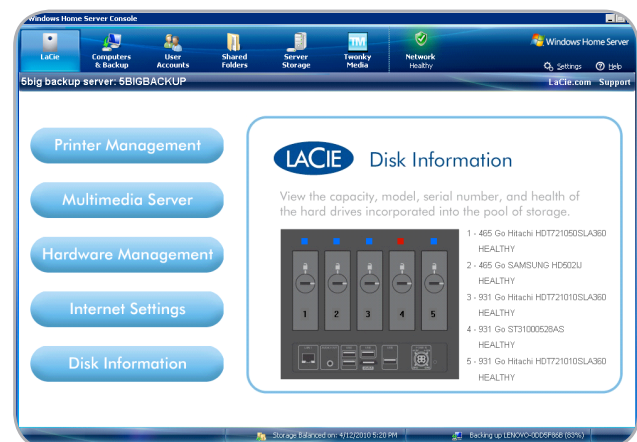 Windows Home Server Console
LaCie
Computers & Backup
User Accounts
Shared Folders
Server Storage
TM
Twonky Media
Network
Healthy
Windows Home Server
Settings
Help
5big backup server: 5BIGBACKUP
LaCie.com Support
Printer Management
Multimedia Server
Hardware Management
Internet Settings
Disk Information
LACIE Disk Information
View the capacity, model, serial number, and health of
the hard drives incorporated into the pool of storage.
1 2 3 4 5
1 - 465 Go Hitachi HDT721050SLA360
HEALTHY
2 - 465 Go SAMSUNG HD502IJ
HEALTHY
3 - 931 Go Hitachi HDT721010SLA360
HEALTHY
4 - 931 Go ST31000528AS
HEALTHY
5 - 931 Go Hitachi HDT721010SLA360
HEALTHY
Storage Balanced on: 4/12/2010 5:20 PM
Backing up LENOVO-0DD5F86B (83%)